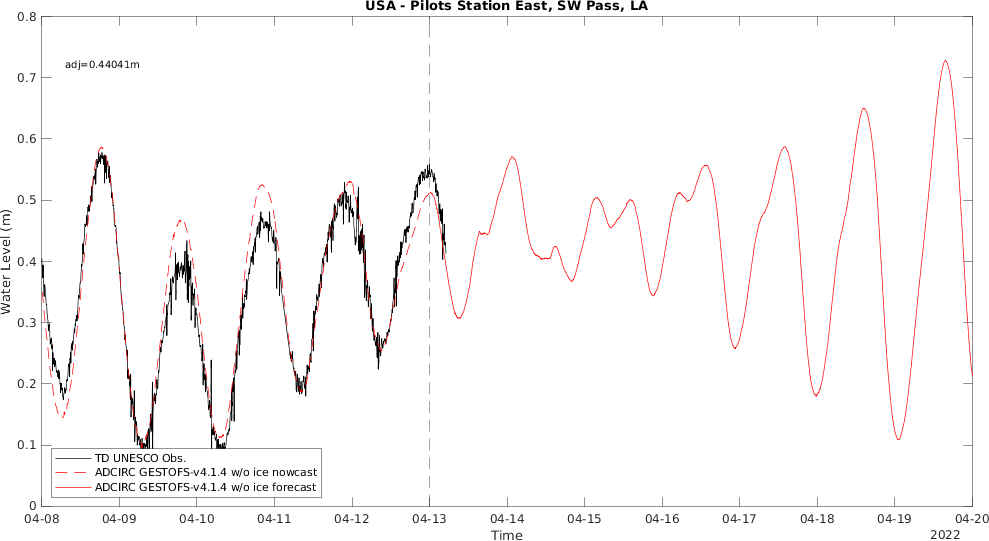 USA - Pilots Station East, SW Pass, LA
adj=0.44041m
Water Level (m)
0.8
0.7
0.6
0.5
0.4
0.3
0.2
0.1
0
TD UNESCO Obs.
ADCIRC GESTOFS-v4.1.4 w/o ice nowcast
ADCIRC GESTOFS-v4.1.4 w/o ice forecast
04-08 04-09 04-10 04-11 04-12 04-13 04-14 04-15 04-16 04-17 04-18 04-19 04-20
Time
2022